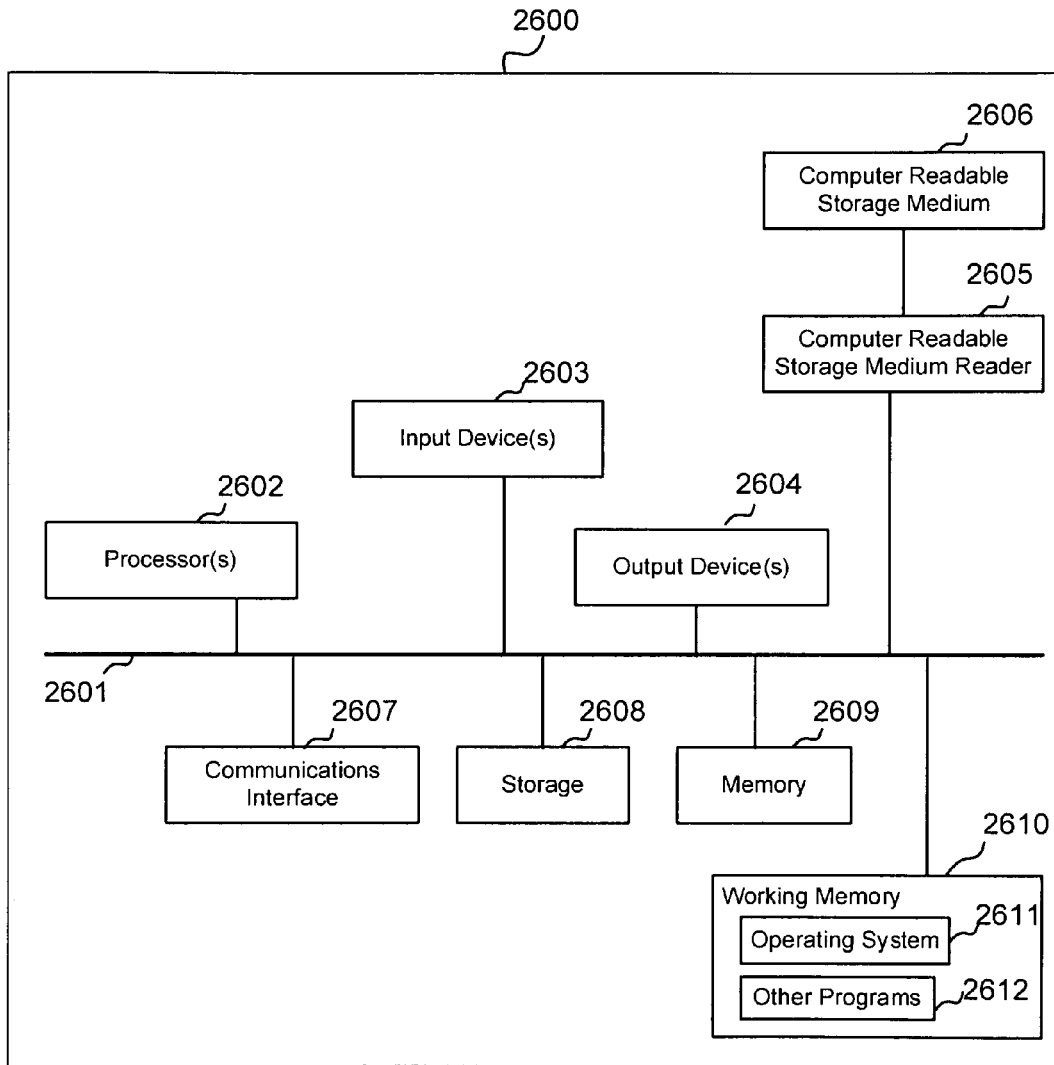 2600
2606
Computer Readable
Storage Medium
2605
Computer Readable
Storage Medium Reader
2603
Input Device(s)
2602
Processor(s)
2604
Output Device(s)
2601
2607
Communications
Interface
2608
Storage
2609
Memory
2610
Working Memory
2611
Operating System
Other Programs
2612